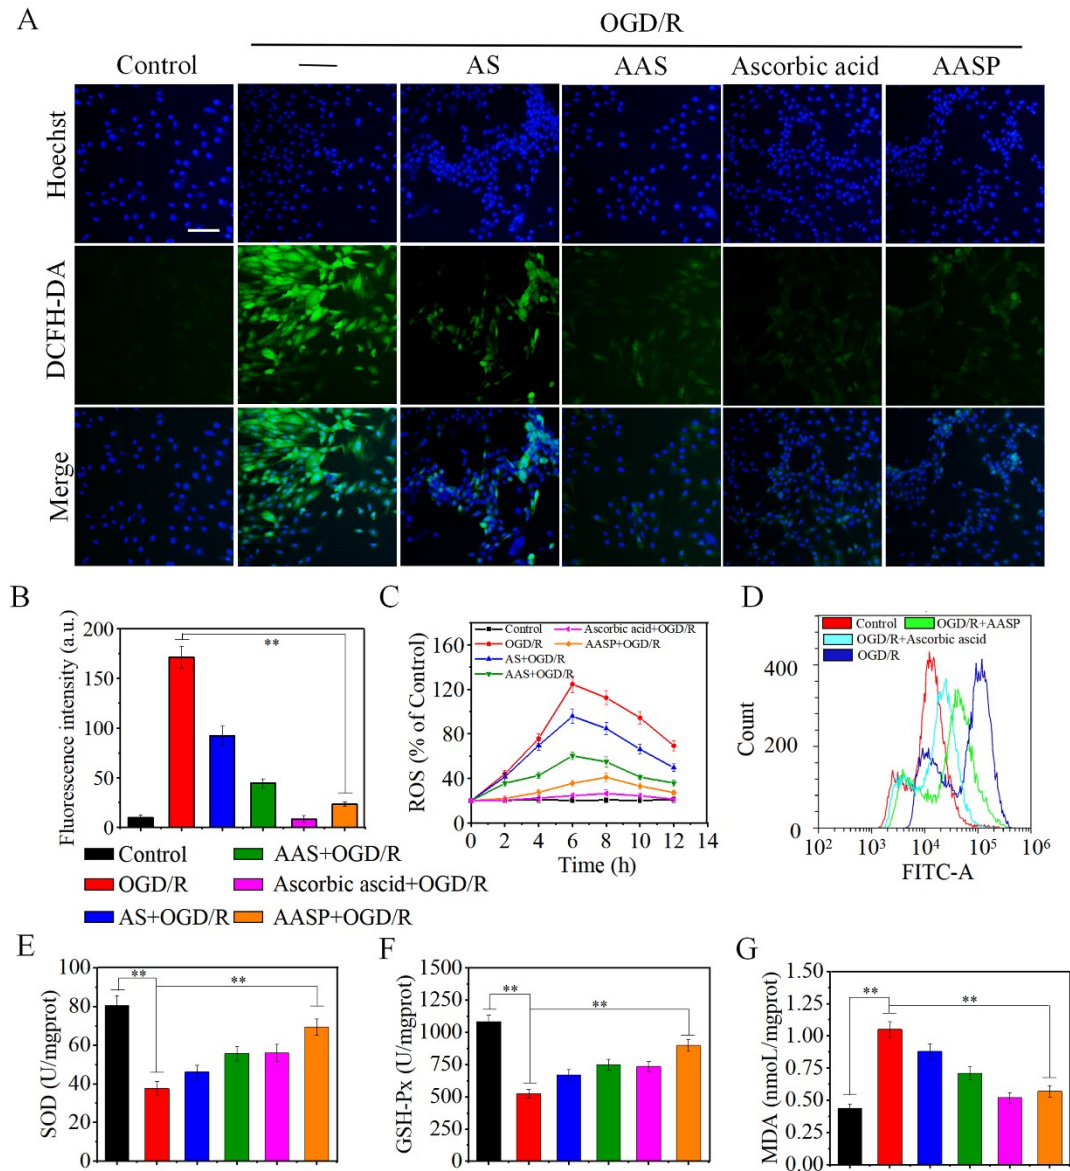 A
OGD/R
Control — AS AAS Ascorbic acid AASP
Hoechst
DCFH-DA
Merge
B
Fluorescence intensity (a.u.)
200
150
100
50
0
**
Control
OGD/R
AS+OGD/R
AAS+OGD/R
Ascorbic ascid+OGD/R
AASP+OGD/R
C
ROS (% of Control)
160
120
80
40
0
Control
OGD/R
AS+OGD/R
AAS+OGD/R
Ascorbic acid+OGD/R
AASP+OGD/R
0 2 4 6 8 10 12 14
Time (h)
D
Control OGD/R+AASP
OGD/R+Ascorbic ascid
OGD/R
Count
400
200
0
10² 10³ 10⁴ 10⁵ 10⁶
FITC-A
E
SOD (U/mgprot)
100
80
60
40
20
0
**
**
F
GSH-Px (U/mgprot)
1500
1250
1000
750
500
250
0
**
**
G
MDA (nmoL/mgprot)
1.50
1.25
1.00
0.75
0.50
0.25
0.00
**
**